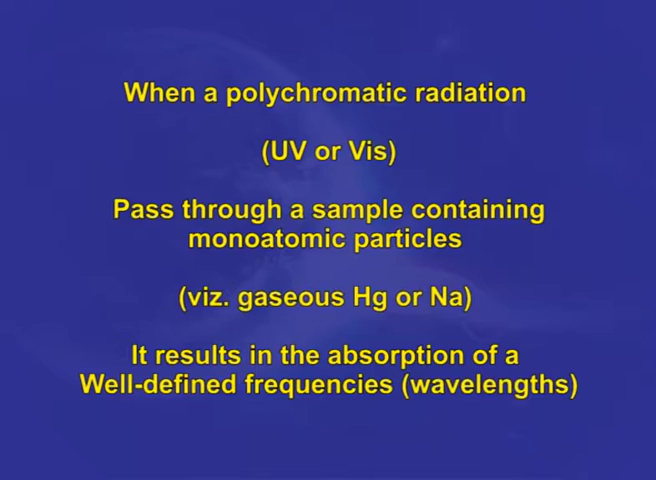 When a polychromatic radiation
(UV or Vis)
Pass through a sample containing
monoatomic particles
(viz. gaseous Hg or Na)
It results in the absorption of a
Well-defined frequencies (wavelengths)